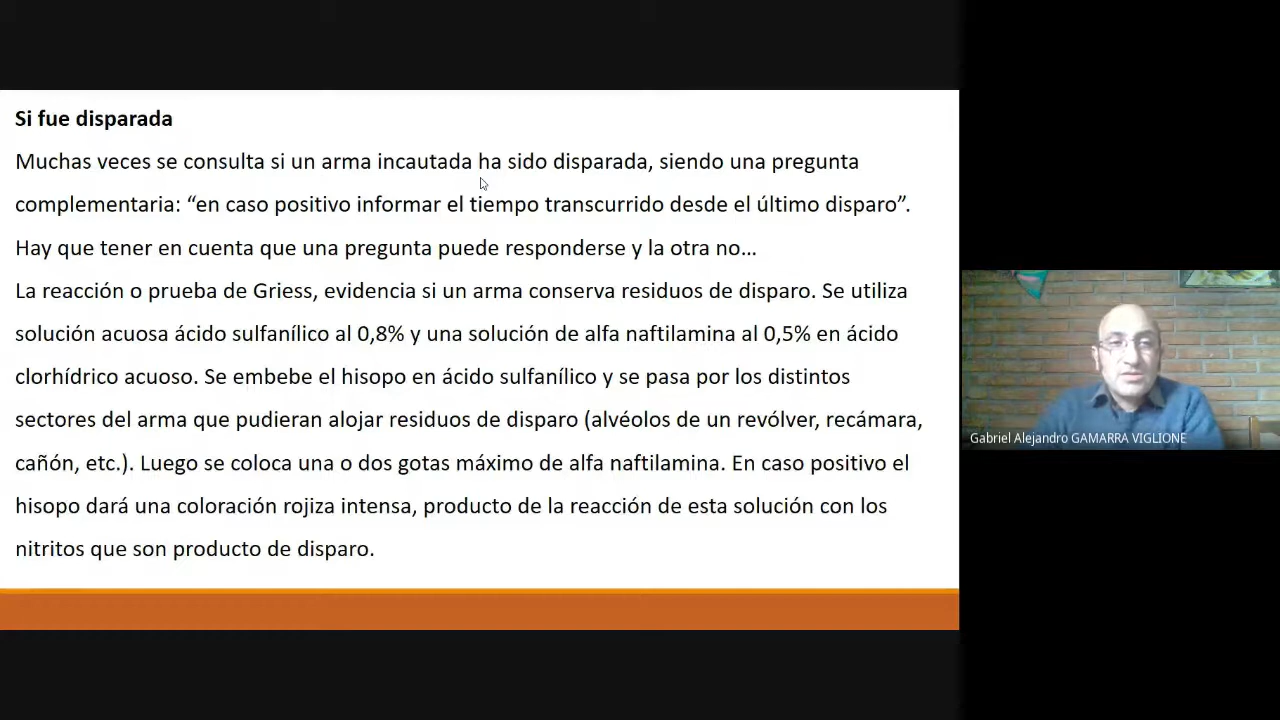 Si fue disparada
Muchas veces se consulta si un arma incautada ha sido disparada, siendo una pregunta
complementaria: “en caso positivo informar el tiempo transcurrido desde el último disparo”.
Hay que tener en cuenta que una pregunta puede responderse y la otra no…
La reacción o prueba de Griess, evidencia si un arma conserva residuos de disparo. Se utiliza
solución acuosa ácido sulfanílico al 0,8% y una solución de alfa naftilamina al 0,5% en ácido
clorhídrico acuoso. Se embebe el hisopo en ácido sulfanílico y se pasa por los distintos
sectores del arma que pudieran alojar residuos de disparo (alvéolos de un revólver, recámara,
cañón, etc.). Luego se coloca una o dos gotas máximo de alfa naftilamina. En caso positivo el
hisopo dará una coloración rojiza intensa, producto de la reacción de esta solución con los
nitritos que son producto de disparo.
Gabriel Alejandro GAMARRA VIGLIONE